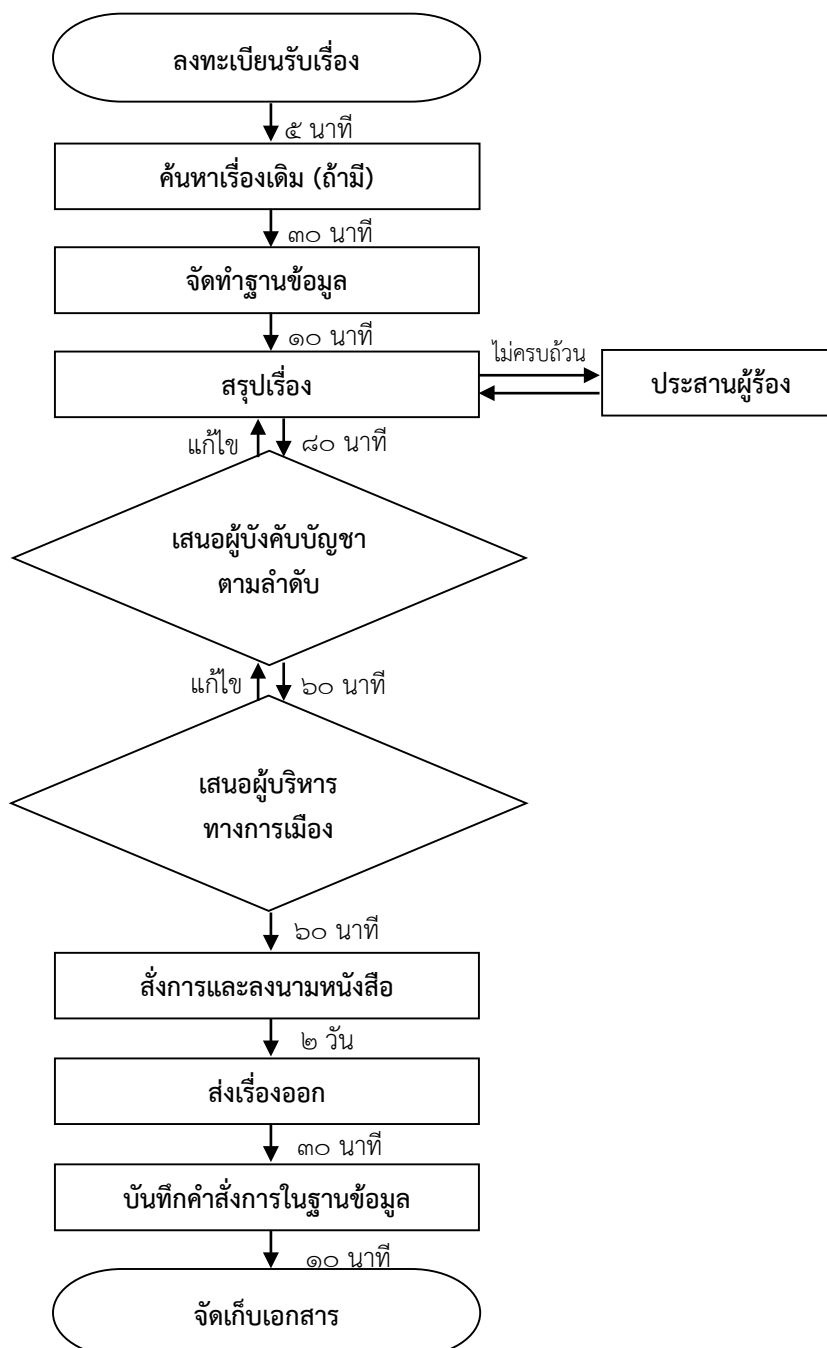 ลงทะเบียนรับเรื่อง
๕ นาที
ค้นหาเรื่องเดิม (ถ้ามี)
๓๐ นาที
จัดทำฐานข้อมูล
๑๐ นาที
สรุปเรื่อง
ไม่ครบถ้วน
ประสานผู้ร้อง
แก้ไข
๘๐ นาที
เสนอผู้บังคับบัญชา
ตามลำดับ
แก้ไข
๖๐ นาที
เสนอผู้บริหาร
ทางการเมือง
๖๐ นาที
สั่งการและลงนามหนังสือ
๒ วัน
ส่งเรื่องออก
๓๐ นาที
บันทึกคำสั่งการในฐานข้อมูล
๑๐ นาที
จัดเก็บเอกสาร